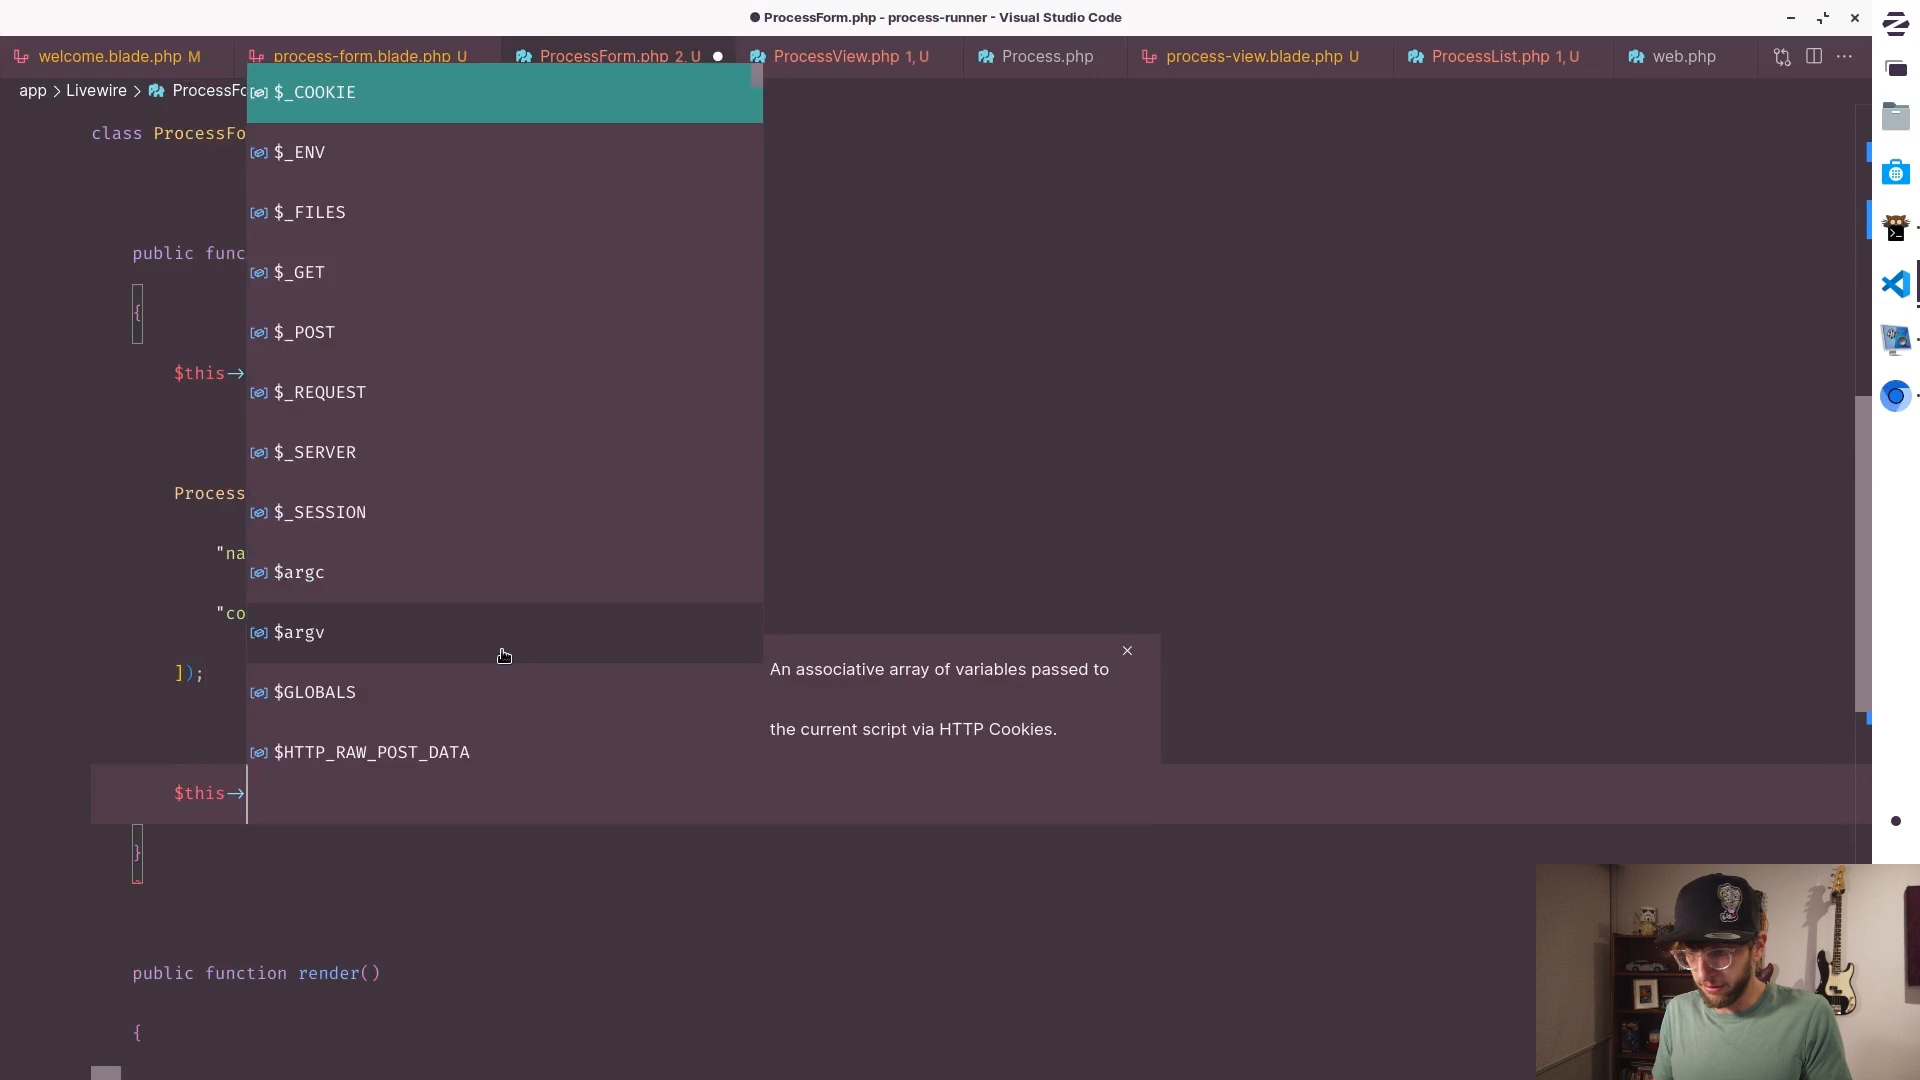 ProcessForm.php - process-runner - Visual Studio Code
welcome.blade.php M
process-form.blade.php U
ProcessForm.php 2, U
ProcessView.php 1, U
Process.php
process-view.blade.php U
ProcessList.php 1, U
web.php
app > Livewire > ProcessFo
$_COOKIE
class ProcessFo
$_ENV
$_FILES
public func
$_GET
{
$_POST
$this->
$_REQUEST
$_SERVER
Process
$_SESSION
"na
$argc
"co
$argv
]);
An associative array of variables passed to
the current script via HTTP Cookies.
$GLOBALS
$HTTP_RAW_POST_DATA
$this->
}
public function render()
{